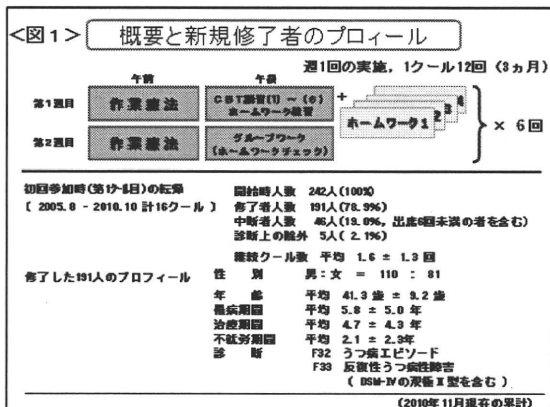 <図1> 概要と新規修了者のプロフィール
週1回の実施，1クール12回（3ヵ月）
午前 午後
第1週目 作業療法 CBT講習(1)～(6)
ホームワーク説明
+ ホームワーク1 2 3
第2週目 作業療法 グループワーク
(ホームワークチェック)
× 6回
初回参加時 の転帰
[ 2005.8 - 2010.10 計16クール ]
開始時人数 242人(100%)
修了者人数 191人(78.9%)
中断者人数 46人(19.0%, 出席6回未満の者を含む)
診断上の除外 5人( 2.1%)
継続クール数 平均 1.6 ± 1.3 回
修了した191人のプロフィール
性 別 男：女 = 110 : 81
年 齢 平均 41.3 歳 ± 9.2 歳
罹病期間 平均 5.8 ± 5.0 年
治療期間 平均 4.7 ± 4.3 年
不就労期間 平均 2.1 ± 2.3年
診 断 F32 うつ病エピソード
F33 反復性うつ病性障害
( DSM-IVの双極Ⅱ型を含む )
(2010年11月現在の累計)